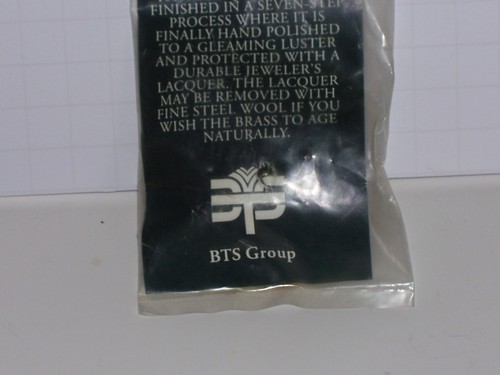 FINISHED IN A SEVEN-STEP
PROCESS WHERE IT IS
FINALLY HAND POLISHED
TO A GLEAMING LUSTER
AND PROTECTED WITH A
DURABLE JEWELER'S
LACQUER. THE LACQUER
MAY BE REMOVED WITH
FINE STEEL WOOL IF YOU
WISH THE BRASS TO AGE
NATURALLY.
BTS
BTS Group